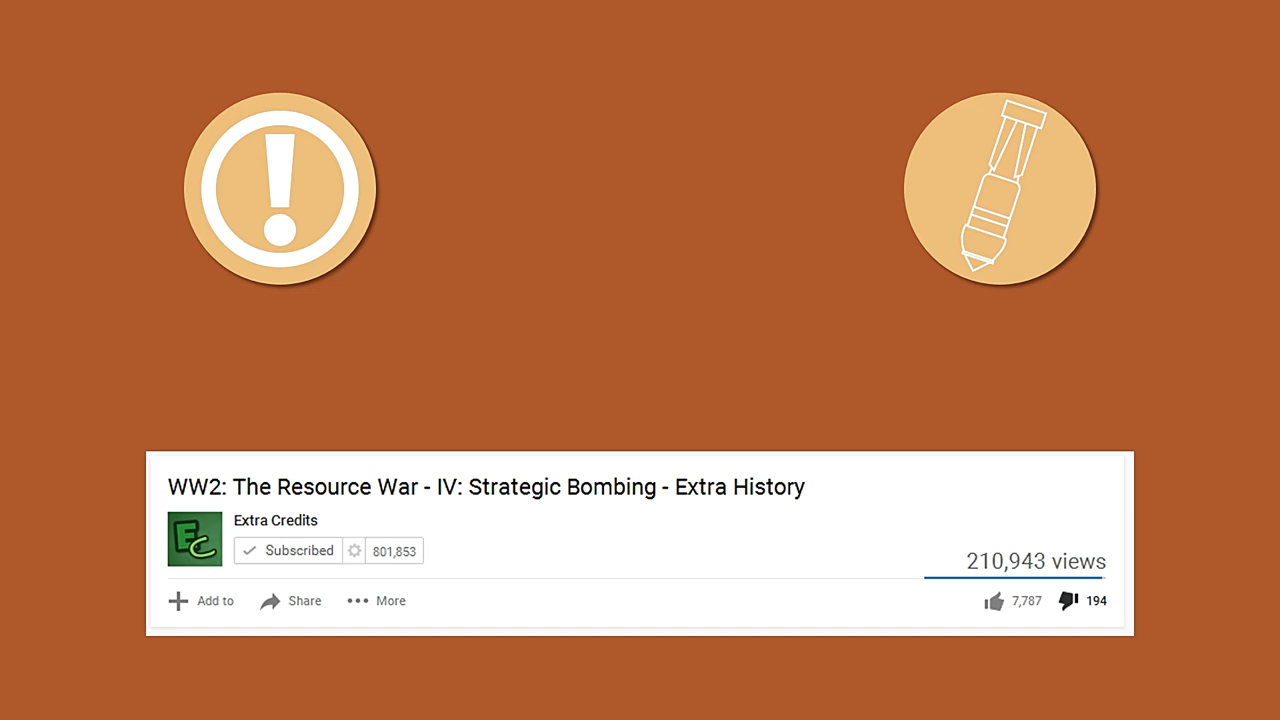 WW2: The Resource War - IV: Strategic Bombing - Extra History
EC
Extra Credits
Subscribed 801,853
210,943 views
Add to Share More 7,787 194